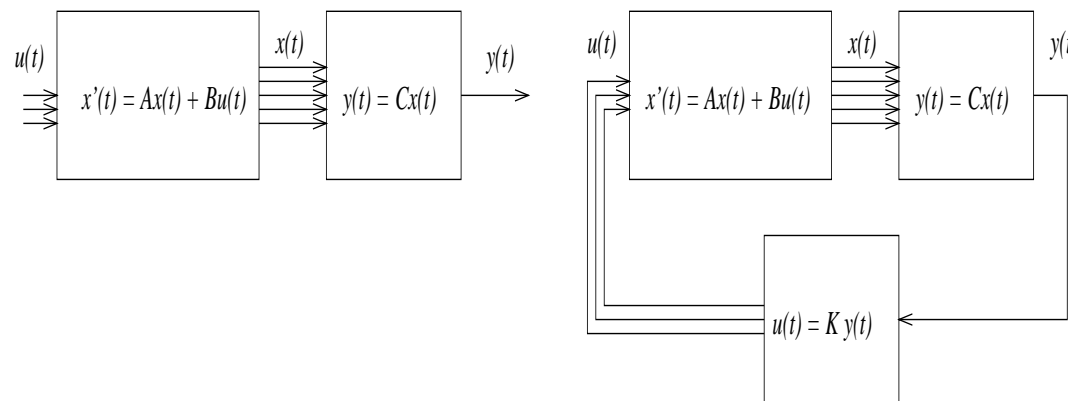 u(t)
x'(t) = Ax(t) + Bu(t)
x(t)
y(t) = Cx(t)
y(t)
u(t)
x'(t) = Ax(t) + Bu(t)
x(t)
y(t) = Cx(t)
y(t
u(t) = K y(t)